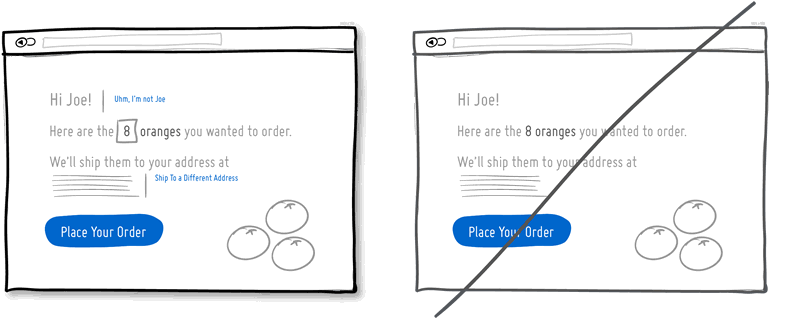 Hi Joe!
Uhm, I'm not Joe
Here are the 8 oranges you wanted to order.
We'll ship them to your address at
Ship To a Different Address
Place Your Order
Hi Joe!
Here are the 8 oranges you wanted to order.
We'll ship them to your address at
Place Your Order